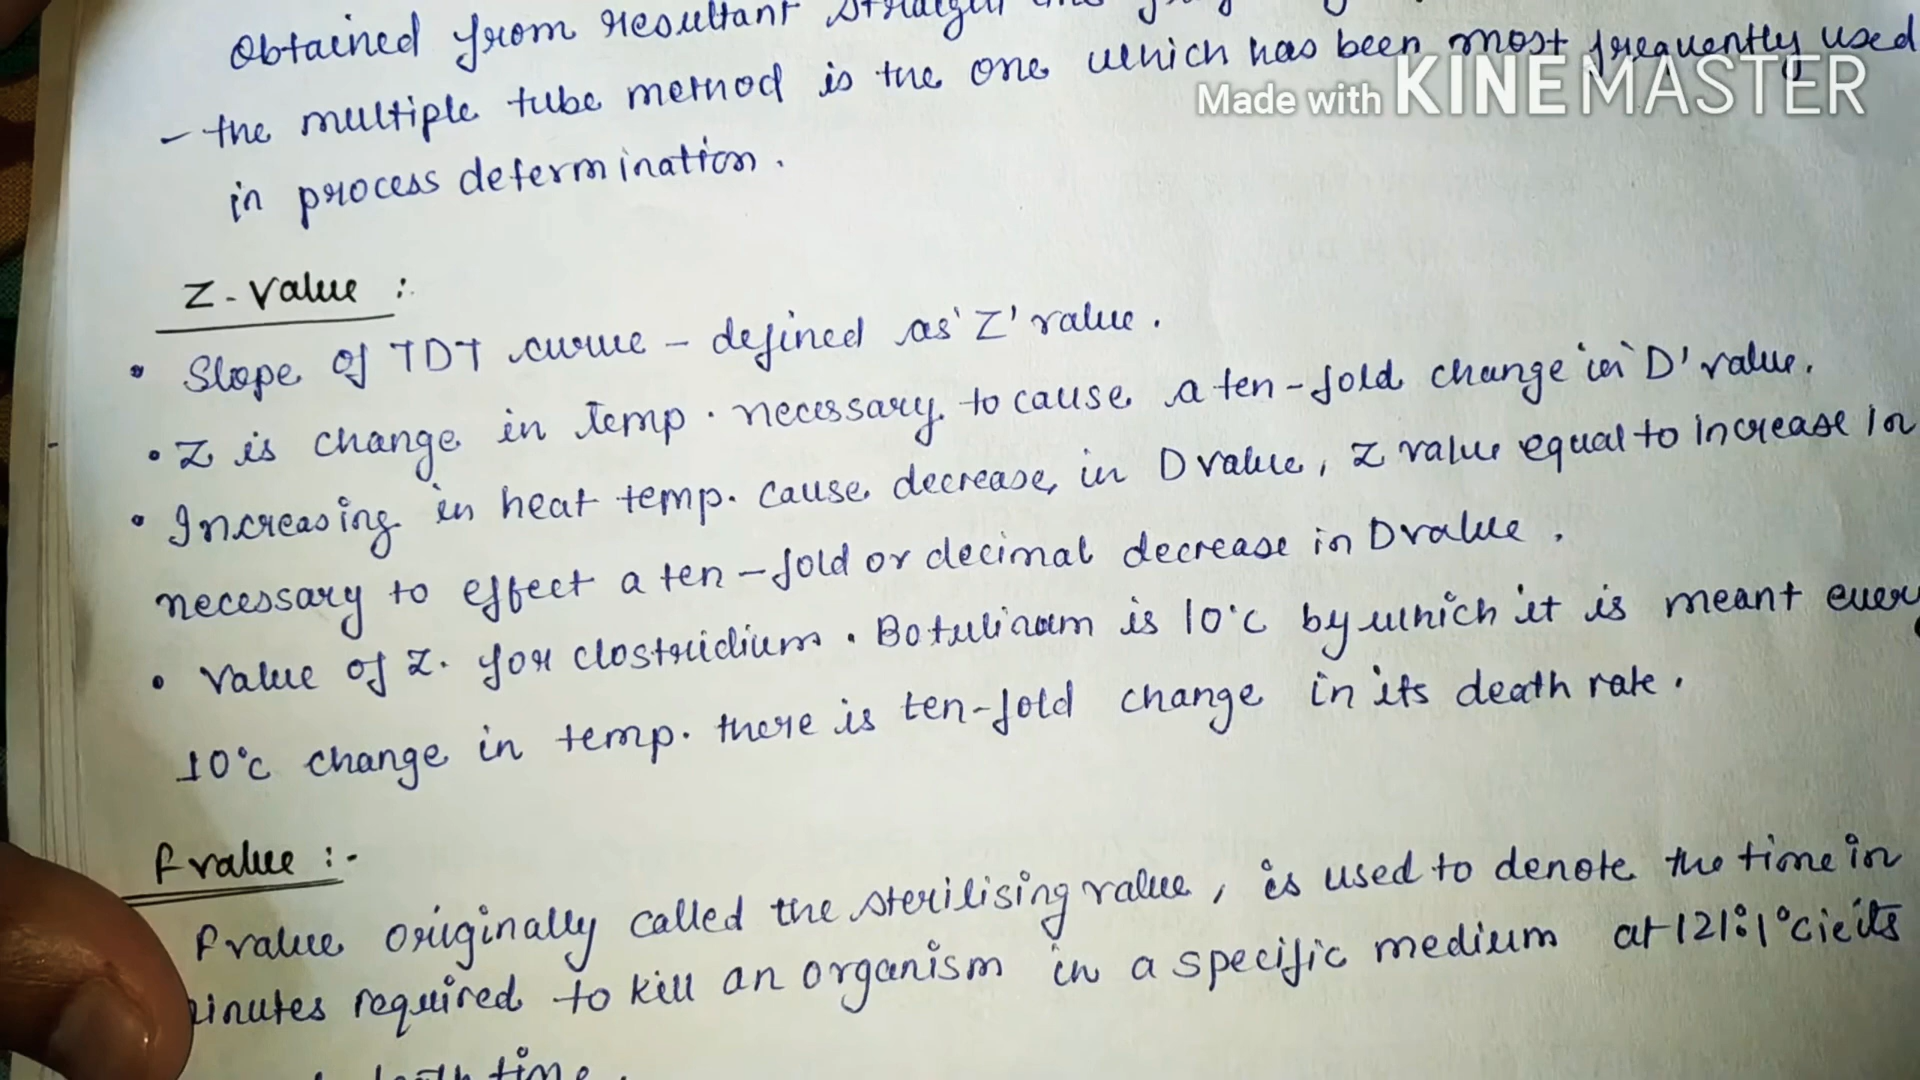 Obtained from resultant straight
- the multiple tube method is the one which has been most frequently used
Made with KINEMASTER
in process determination.
Z-Value :
• Slope of TDT curve - defined as 'Z' value.
• Z is change in temp. necessary to cause a ten-fold change in 'D' value.
• Increasing in heat temp. cause decrease in D value, Z value equal to increase in
necessary to effect a ten-fold or decimal decrease in D value.
• Value of Z. for clostridium. Botulinum is 10°C by which it is meant every
10°C change in temp. there is ten-fold change in its death rate.
F value :-
F value originally called the sterilising value, is used to denote the time in
minutes required to kill an organism in a specific medium at 121.1°C ie its
death time.